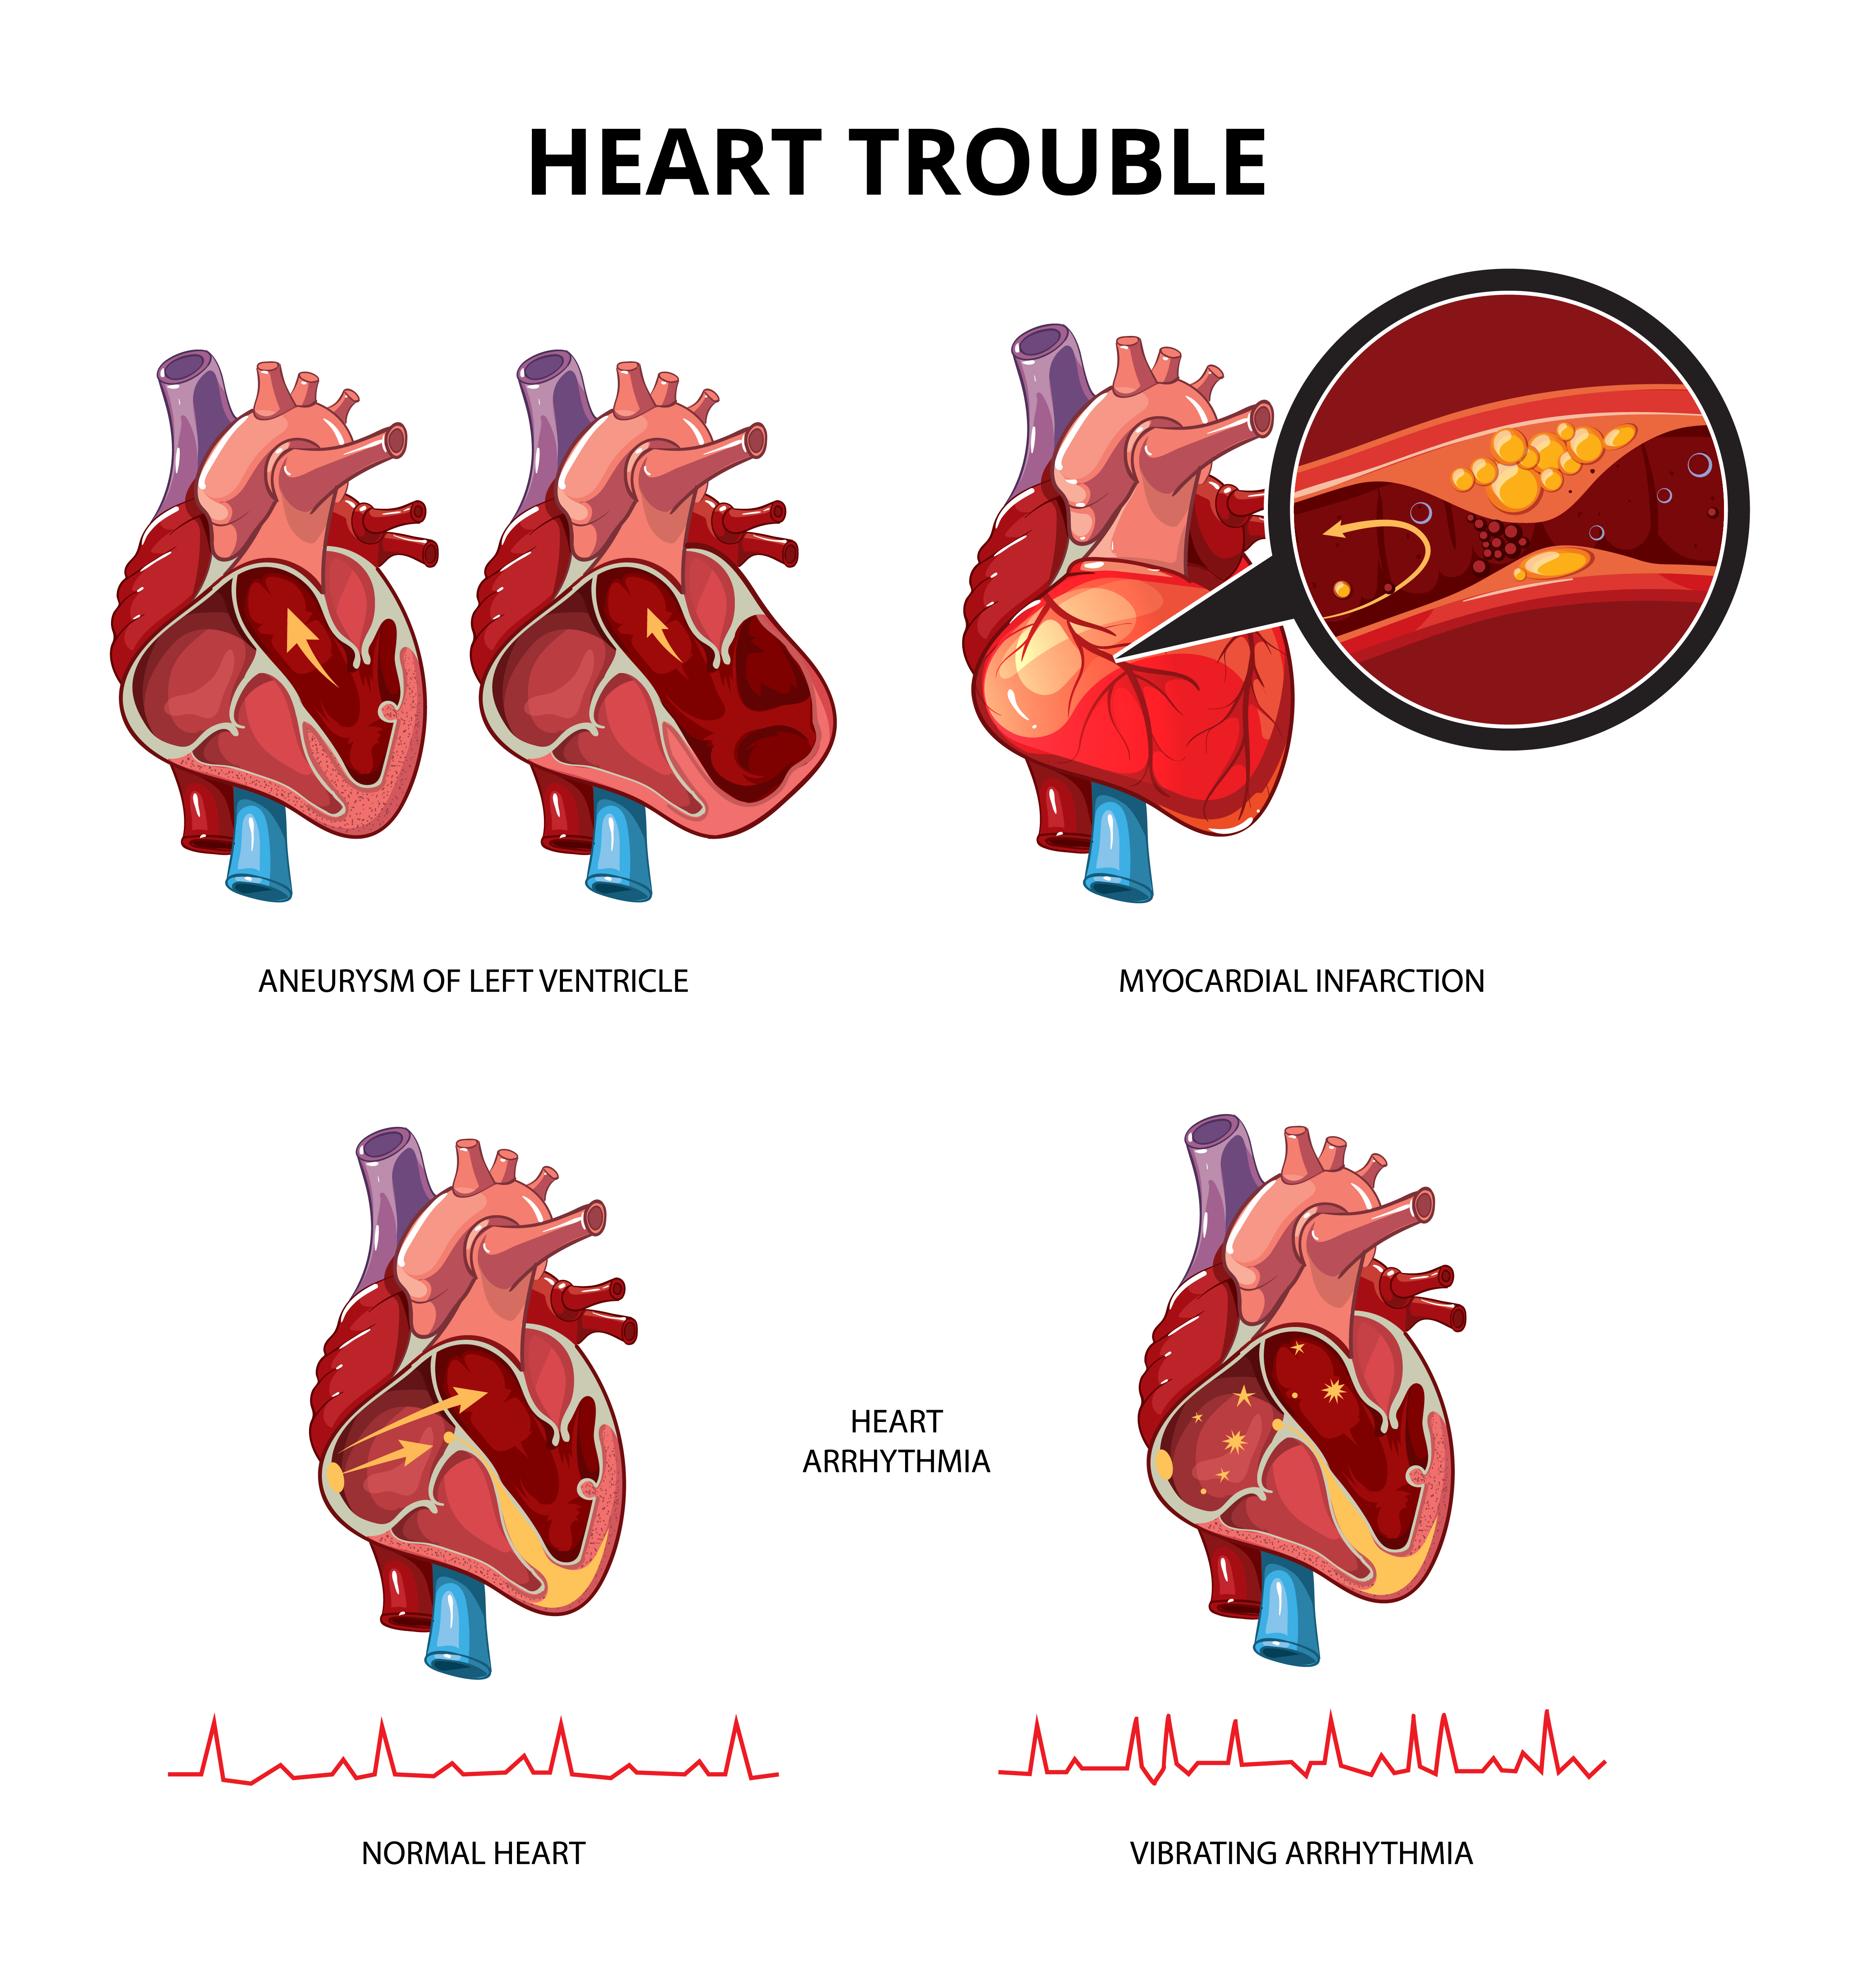 HEART TROUBLE
ANEURYSM OF LEFT VENTRICLE
MYOCARDIAL INFARCTION
HEART
ARRHYTHMIA
NORMAL HEART
VIBRATING ARRHYTHMIA